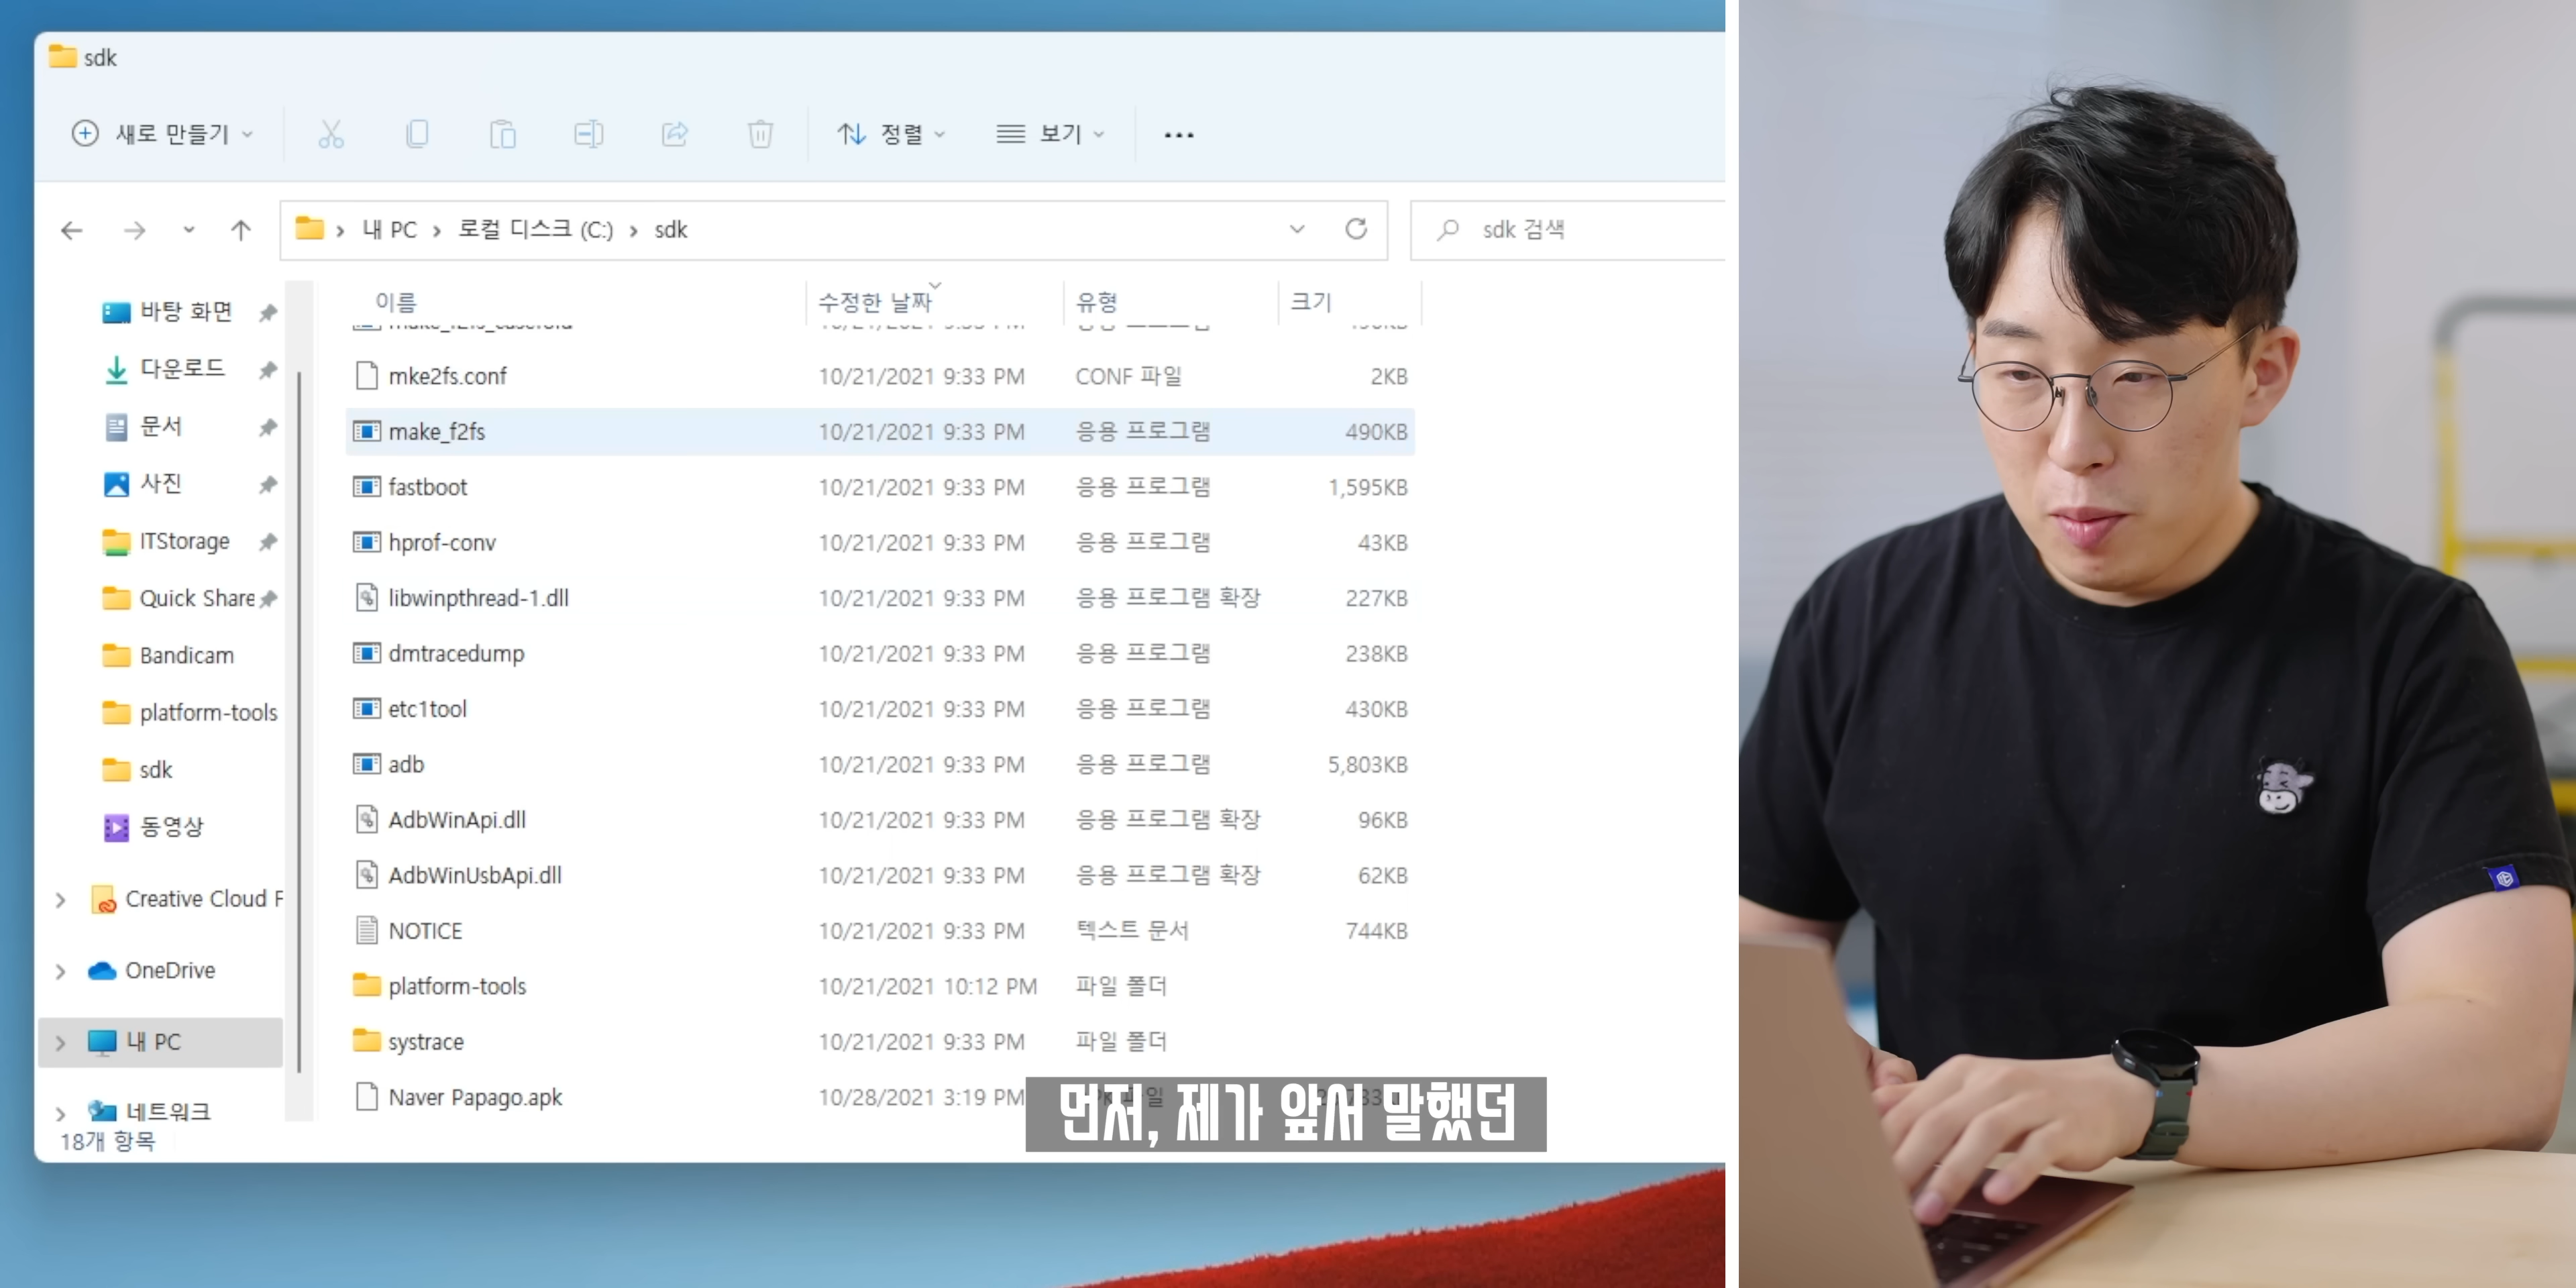 sdk
새로 만들기
정렬
보기
내 PC > 로컬 디스크 (C:) > sdk
sdk 검색
바탕 화면
다운로드
문서
사진
ITStorage
Quick Share
Bandicam
platform-tools
sdk
동영상
Creative Cloud F
OneDrive
내 PC
네트워크
이름 수정한 날짜 유형 크기
mke2fs.conf 10/21/2021 9:33 PM CONF 파일 2KB
make_f2fs 10/21/2021 9:33 PM 응용 프로그램 490KB
fastboot 10/21/2021 9:33 PM 응용 프로그램 1,595KB
hprof-conv 10/21/2021 9:33 PM 응용 프로그램 43KB
libwinpthread-1.dll 10/21/2021 9:33 PM 응용 프로그램 확장 227KB
dmtracedump 10/21/2021 9:33 PM 응용 프로그램 238KB
etc1tool 10/21/2021 9:33 PM 응용 프로그램 430KB
adb 10/21/2021 9:33 PM 응용 프로그램 5,803KB
AdbWinApi.dll 10/21/2021 9:33 PM 응용 프로그램 확장 96KB
AdbWinUsbApi.dll 10/21/2021 9:33 PM 응용 프로그램 확장 62KB
NOTICE 10/21/2021 9:33 PM 텍스트 문서 744KB
platform-tools 10/21/2021 10:12 PM 파일 폴더
systrace 10/21/2021 9:33 PM 파일 폴더
Naver Papago.apk 10/28/2021 3:19 PM
18개 항목
먼저, 제가 앞서 말했던